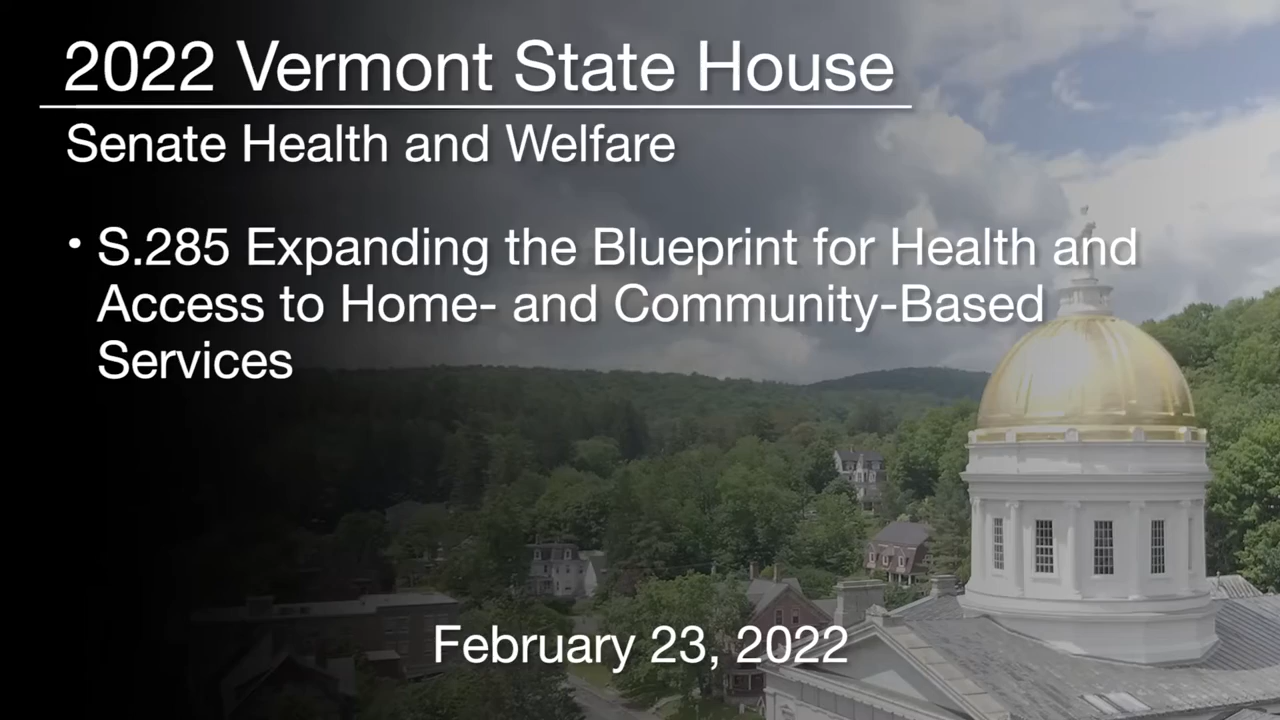 2022 Vermont State House
Senate Health and Welfare
• S.285 Expanding the Blueprint for Health and
Access to Home- and Community-Based
Services
February 23, 2022